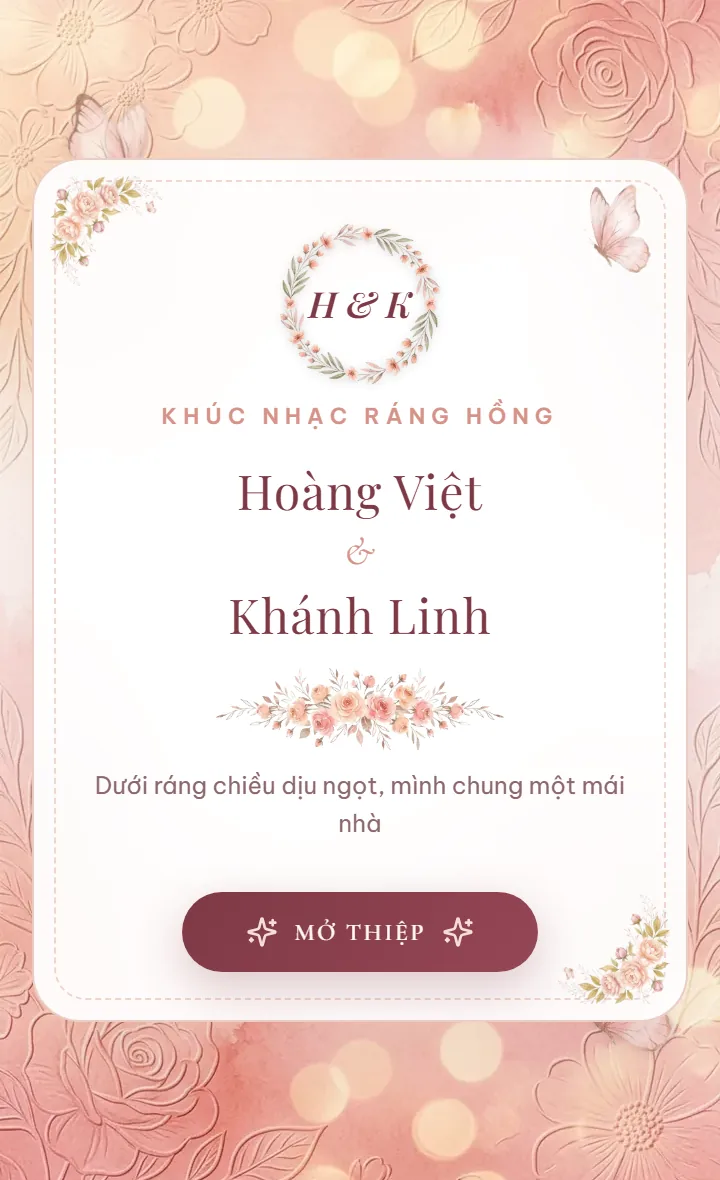 H & K
KHÚC NHẠC RÁNG HỒNG
Hoàng Việt
&
Khánh Linh
Dưới ráng chiều dịu ngọt, mình chung một mái
nhà
MỞ THIỆP